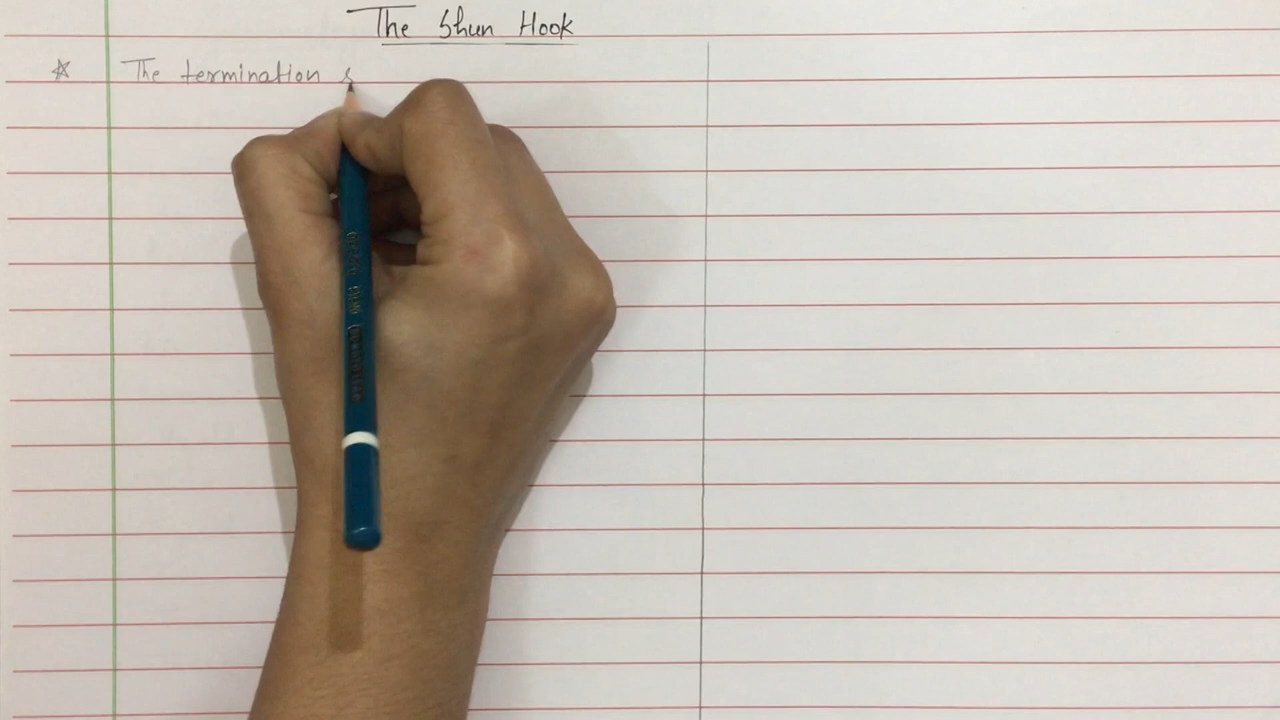 The Shun Hook
☆ The termination s